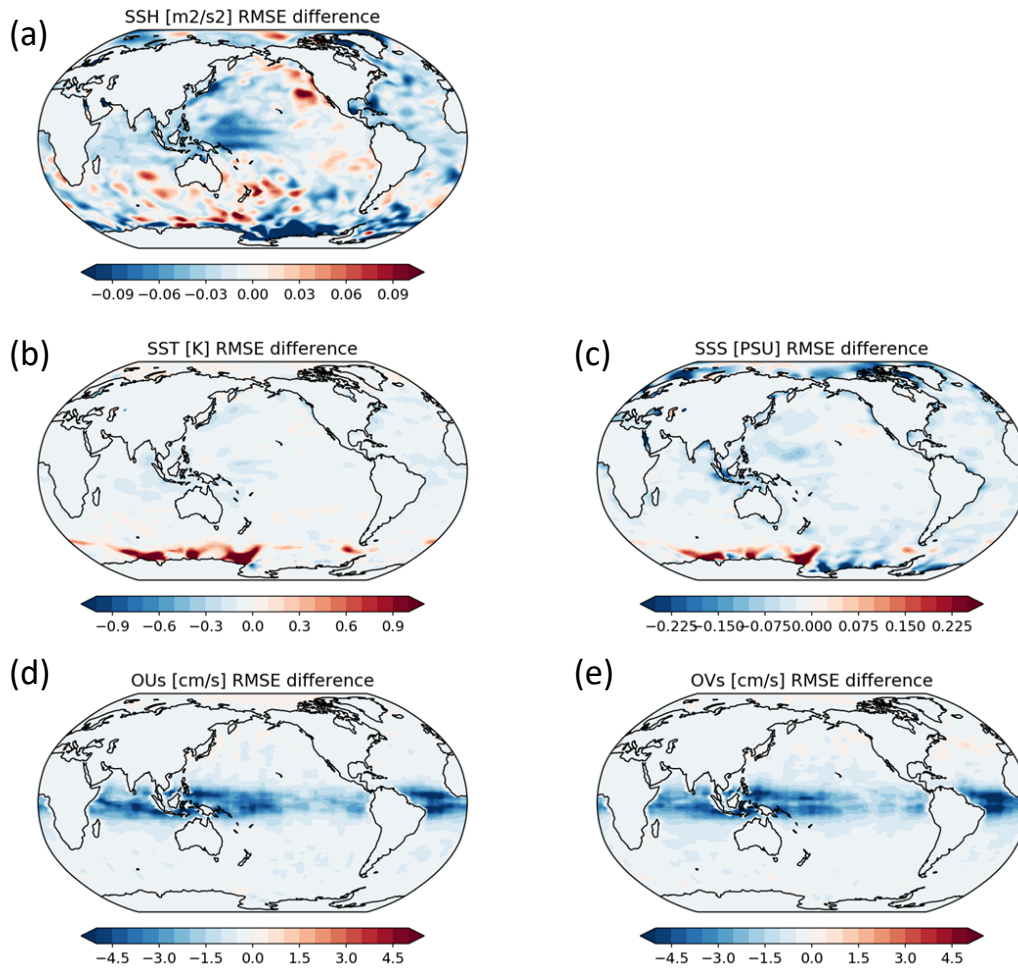 (a)
SSH [m2/s2] RMSE difference
−0.09 −0.06 −0.03 0.00 0.03 0.06 0.09
(b)
SST [K] RMSE difference
−0.9 −0.6 −0.3 0.0 0.3 0.6 0.9
(c)
SSS [PSU] RMSE difference
−0.225 −0.150 −0.075 0.000 0.075 0.150 0.225
(d)
OUs [cm/s] RMSE difference
−4.5 −3.0 −1.5 0.0 1.5 3.0 4.5
(e)
OVs [cm/s] RMSE difference
−4.5 −3.0 −1.5 0.0 1.5 3.0 4.5